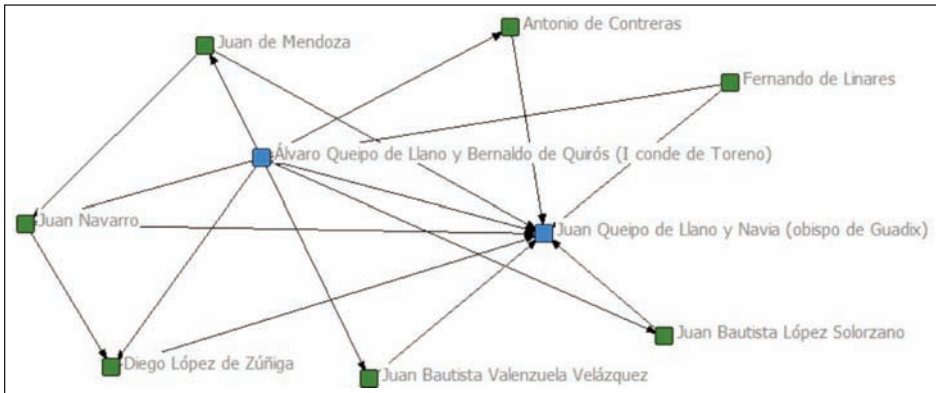 Antonio de Contreras
Juan de Mendoza
Fernando de Linares
Álvaro Queipo de Llano y Bernaldo de Quirós (I conde de Toreno)
Juan Navarro
Juan Queipo de Llano y Navia (obispo de Guadix)
Juan Bautista López Solorzano
Diego López de Zúñiga
Juan Bautista Valenzuela Velázquez